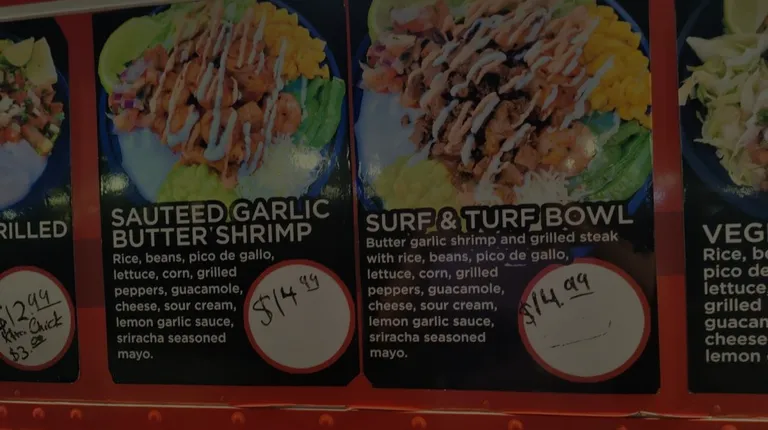 RILLED
$12.99
$3.00
SAUTEED GARLIC
BUTTER SHRIMP
Rice, beans, pico de gallo,
lettuce, corn, grilled
peppers, guacamole,
cheese, sour cream,
lemon garlic sauce,
sriracha seasoned
mayo.
$14.99
SURF & TURF BOWL
Butter garlic shrimp and grilled steak
with rice, beans, pico de gallo,
lettuce, corn, grilled
peppers, guacamole,
cheese, sour cream,
lemon garlic sauce,
sriracha seasoned
mayo.
$14.99
VEG
Rice, be
pico de
lettuce,
grilled
guacam
cheese
lemon